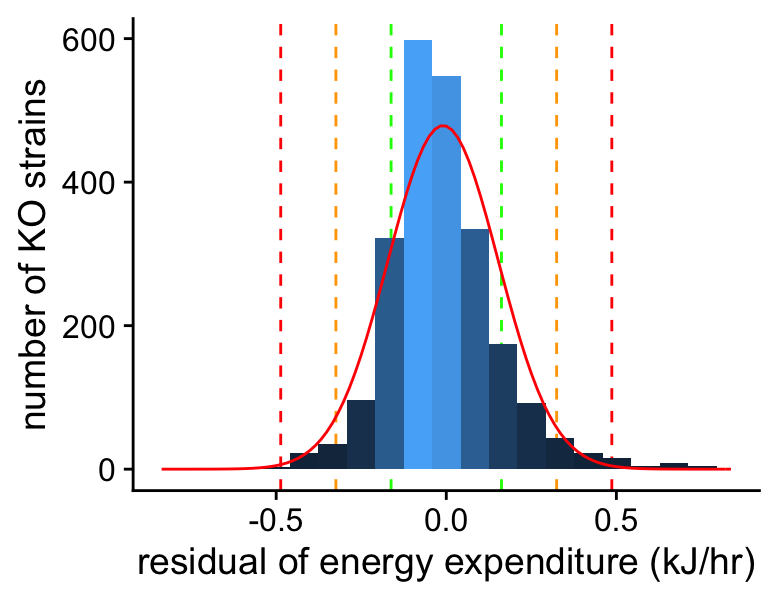 600
400
200
0
number of KO strains
-0.5 0.0 0.5
residual of energy expenditure (kJ/hr)